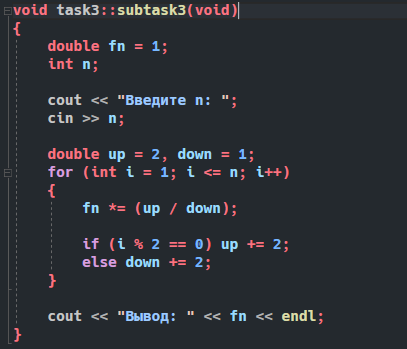 void task3::subtask3(void)
{
    double fn = 1;
    int n;

    cout << "Введите n: ";
    cin >> n;

    double up = 2, down = 1;
    for (int i = 1; i <= n; i++)
    {
        fn *= (up / down);

        if (i % 2 == 0) up += 2;
        else down += 2;
    }

    cout << "Вывод: " << fn << endl;
}